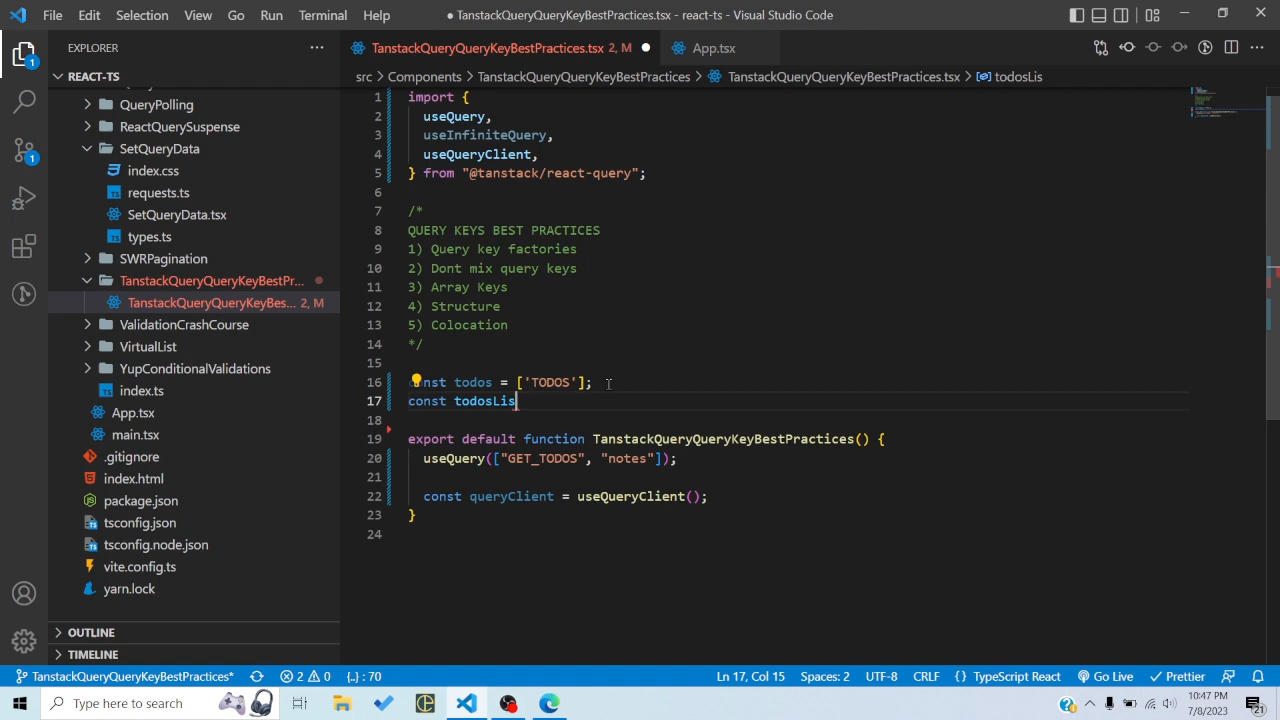 File Edit Selection View Go Run Terminal Help ● TanstackQueryQueryKeyBestPractices.tsx - react-ts - Visual Studio Code
EXPLORER
TanstackQueryQueryKeyBestPractices.tsx 2, M
App.tsx
REACT-TS
src > Components > TanstackQueryQueryKeyBestPractices > TanstackQueryQueryKeyBestPractices.tsx > todosLis
QueryPolling
ReactQuerySuspense
SetQueryData
index.css
requests.ts
SetQueryData.tsx
types.ts
SWRPagination
TanstackQueryQueryKeyBestPr...
TanstackQueryQueryKeyBes... 2, M
ValidationCrashCourse
VirtualList
YupConditionalValidations
index.ts
App.tsx
main.tsx
.gitignore
index.html
package.json
tsconfig.json
tsconfig.node.json
vite.config.ts
yarn.lock
OUTLINE
TIMELINE
1 import {
2 useQuery,
3 useInfiniteQuery,
4 useQueryClient,
5 } from "@tanstack/react-query";
6
7 /*
8 QUERY KEYS BEST PRACTICES
9 1) Query key factories
10 2) Dont mix query keys
11 3) Array Keys
12 4) Structure
13 5) Colocation
14 */
15
16 const todos = ['TODOS'];
17 const todosLis
18
19 export default function TanstackQueryQueryKeyBestPractices() {
20 useQuery(["GET_TODOS", "notes"]);
21
22 const queryClient = useQueryClient();
23 }
24
1
1
TanstackQueryQueryKeyBestPractices* 2 0 {..} : 70 Ln 17, Col 15 Spaces: 2 UTF-8 CRLF {} TypeScript React Go Live Prettier
Type here to search
10:47 PM
7/8/2023
21